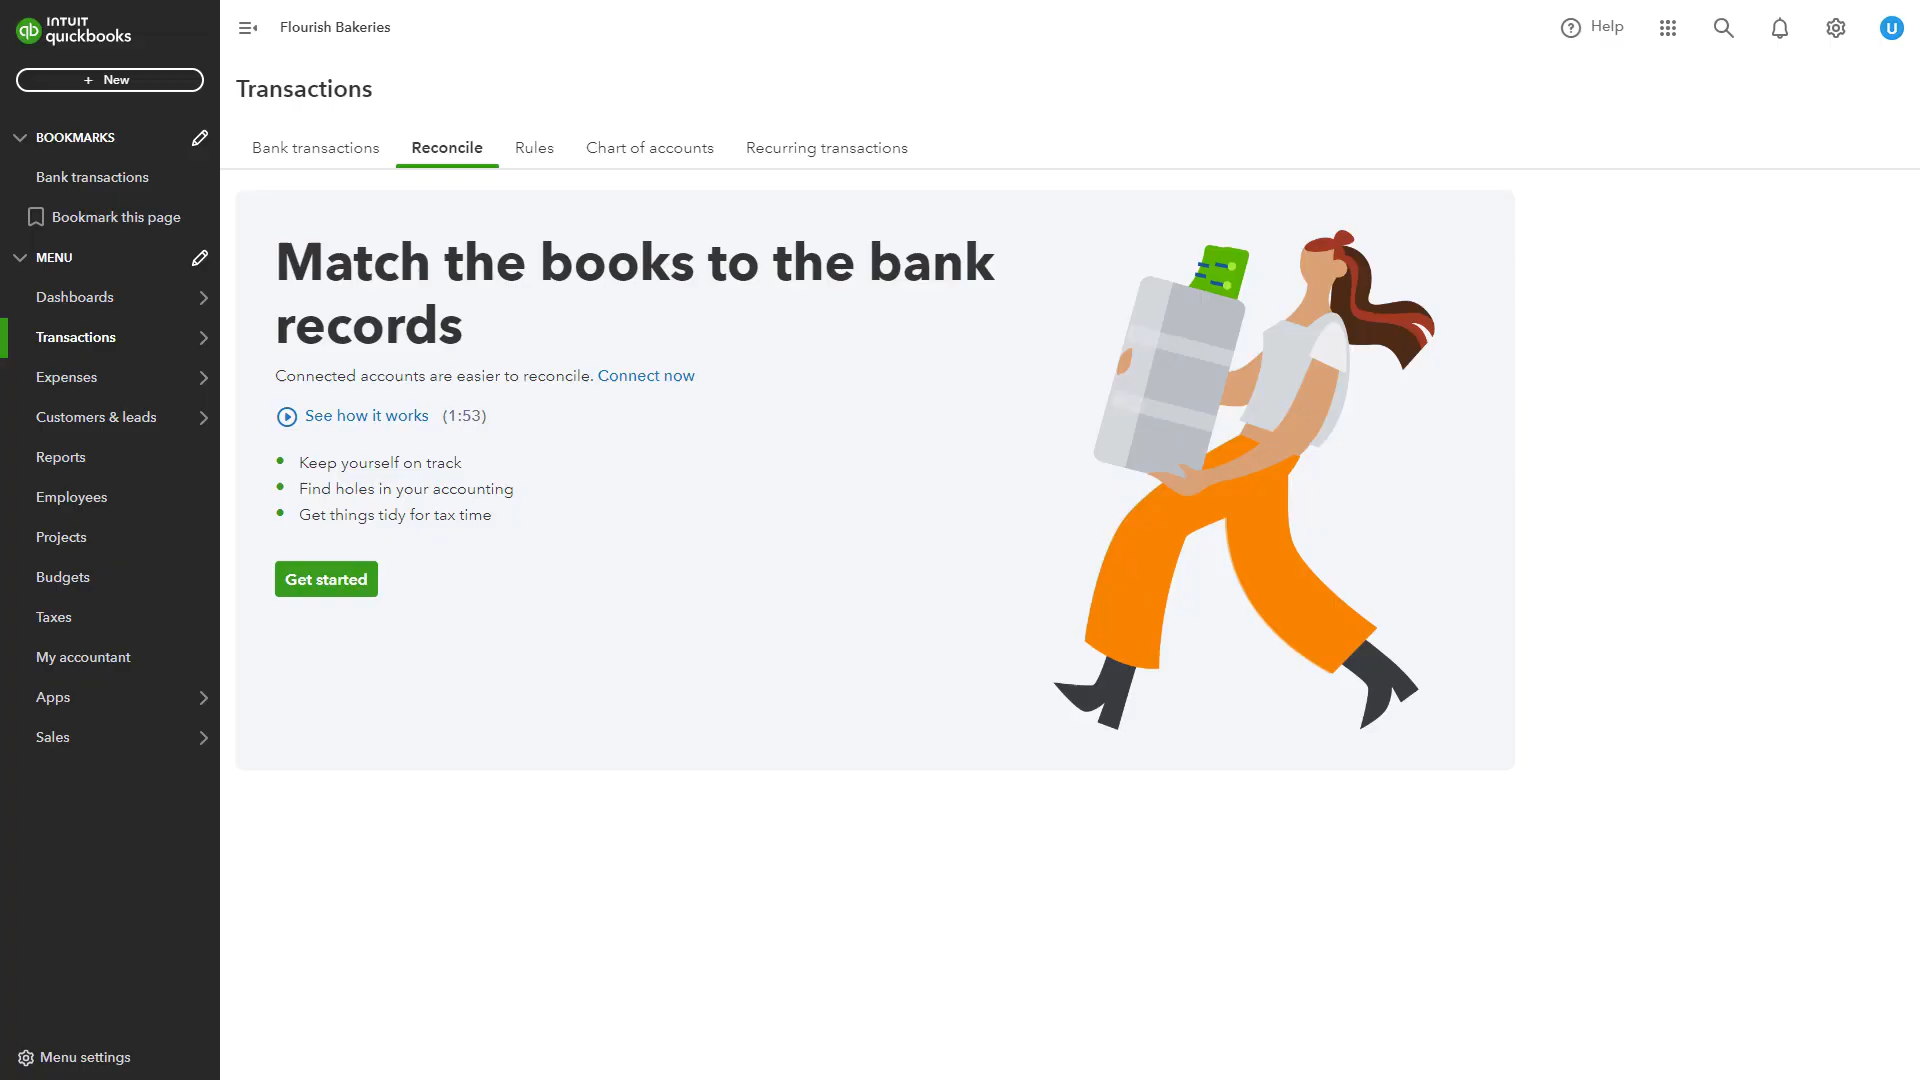 INTUIT
quickbooks
Flourish Bakeries
Help
U
+ New
Transactions
BOOKMARKS
Bank transactions
Bookmark this page
MENU
Dashboards
Transactions
Expenses
Customers & leads
Reports
Employees
Projects
Budgets
Taxes
My accountant
Apps
Sales
Menu settings
Bank transactions
Reconcile
Rules
Chart of accounts
Recurring transactions
Match the books to the bank
records
Connected accounts are easier to reconcile. Connect now
See how it works (1:53)
Keep yourself on track
Find holes in your accounting
Get things tidy for tax time
Get started